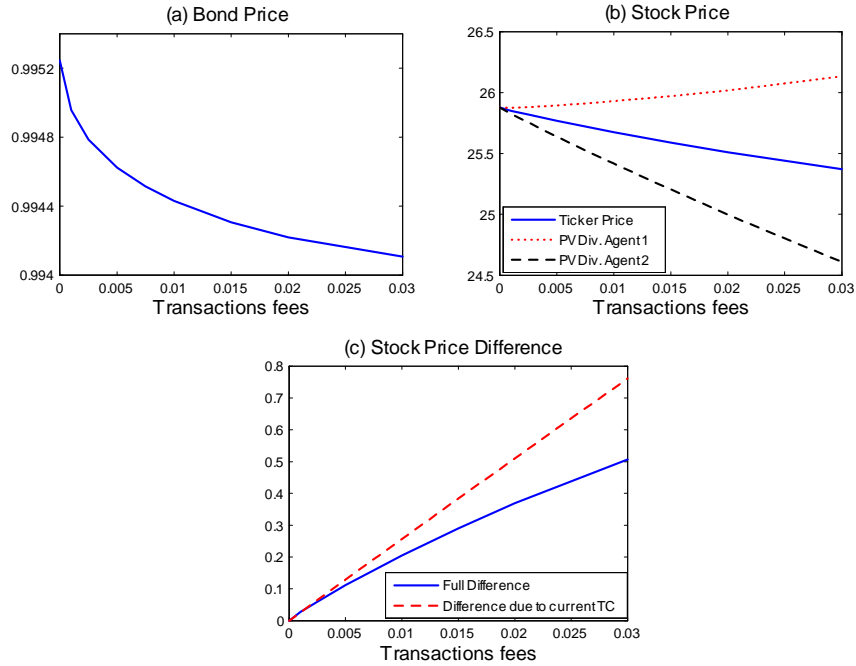 (a) Bond Price
0.9952
0.9948
0.9944
0.994
0 0.005 0.01 0.015 0.02 0.025 0.03
Transactions fees
(b) Stock Price
26.5
26
25.5
25
24.5
Ticker Price
PV Div. Agent 1
PV Div. Agent 2
0 0.005 0.01 0.015 0.02 0.025 0.03
Transactions fees
(c) Stock Price Difference
0.8
0.7
0.6
0.5
0.4
0.3
0.2
0.1
0
Full Difference
Difference due to current TC
0 0.005 0.01 0.015 0.02 0.025 0.03
Transactions fees